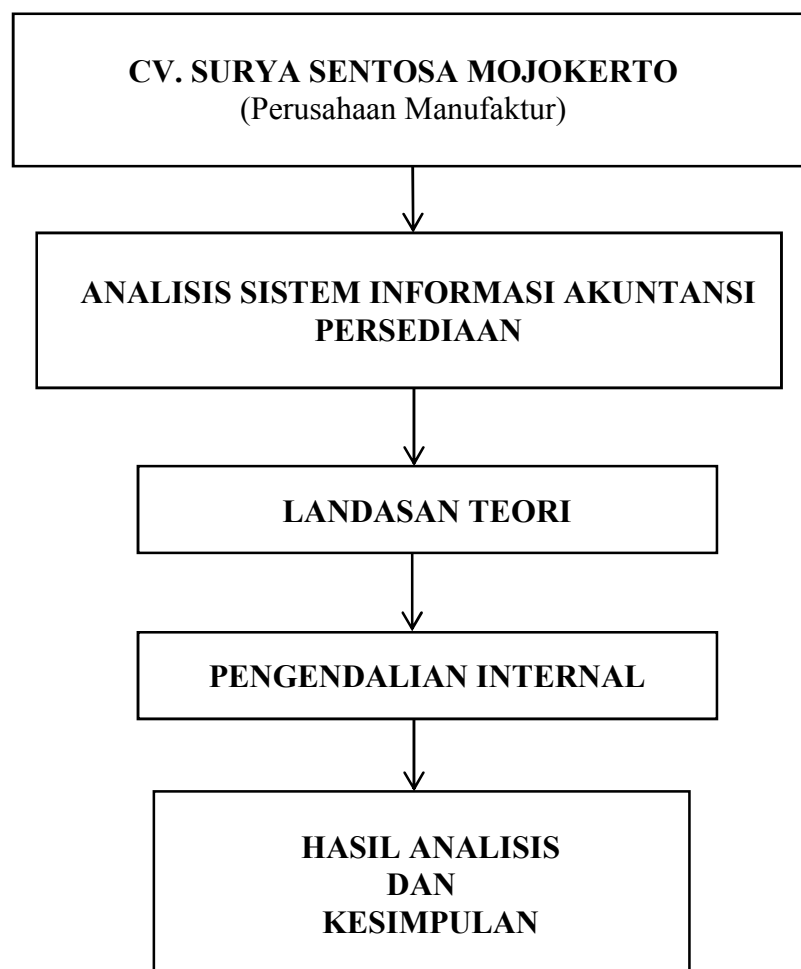 CV. SURYA SENTOSA MOJOKERTO
(Perusahaan Manufaktur)
ANALISIS SISTEM INFORMASI AKUNTANSI
PERSEDIAAN
LANDASAN TEORI
PENGENDALIAN INTERNAL
HASIL ANALISIS
DAN
KESIMPULAN